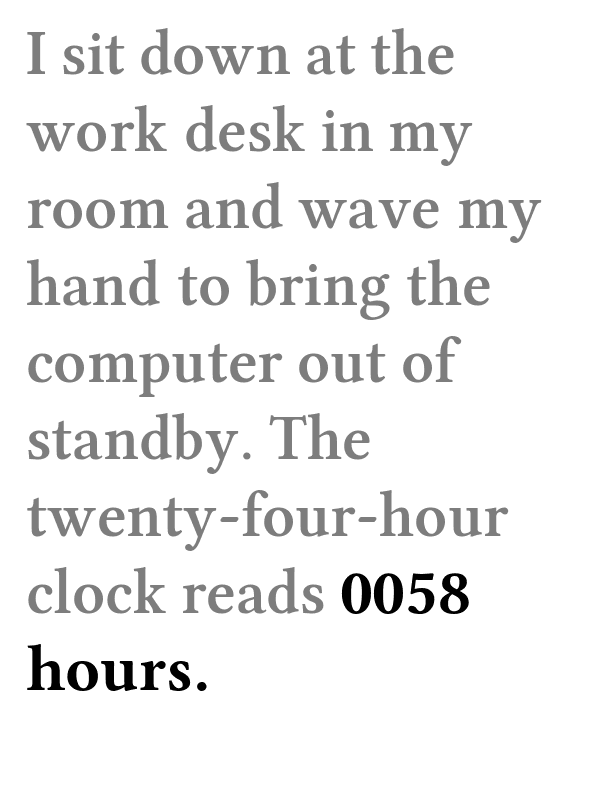 I sit down at the
work desk in my
room and wave my
hand to bring the
computer out of
standby. The
twenty-four-hour
clock reads 0058
hours.